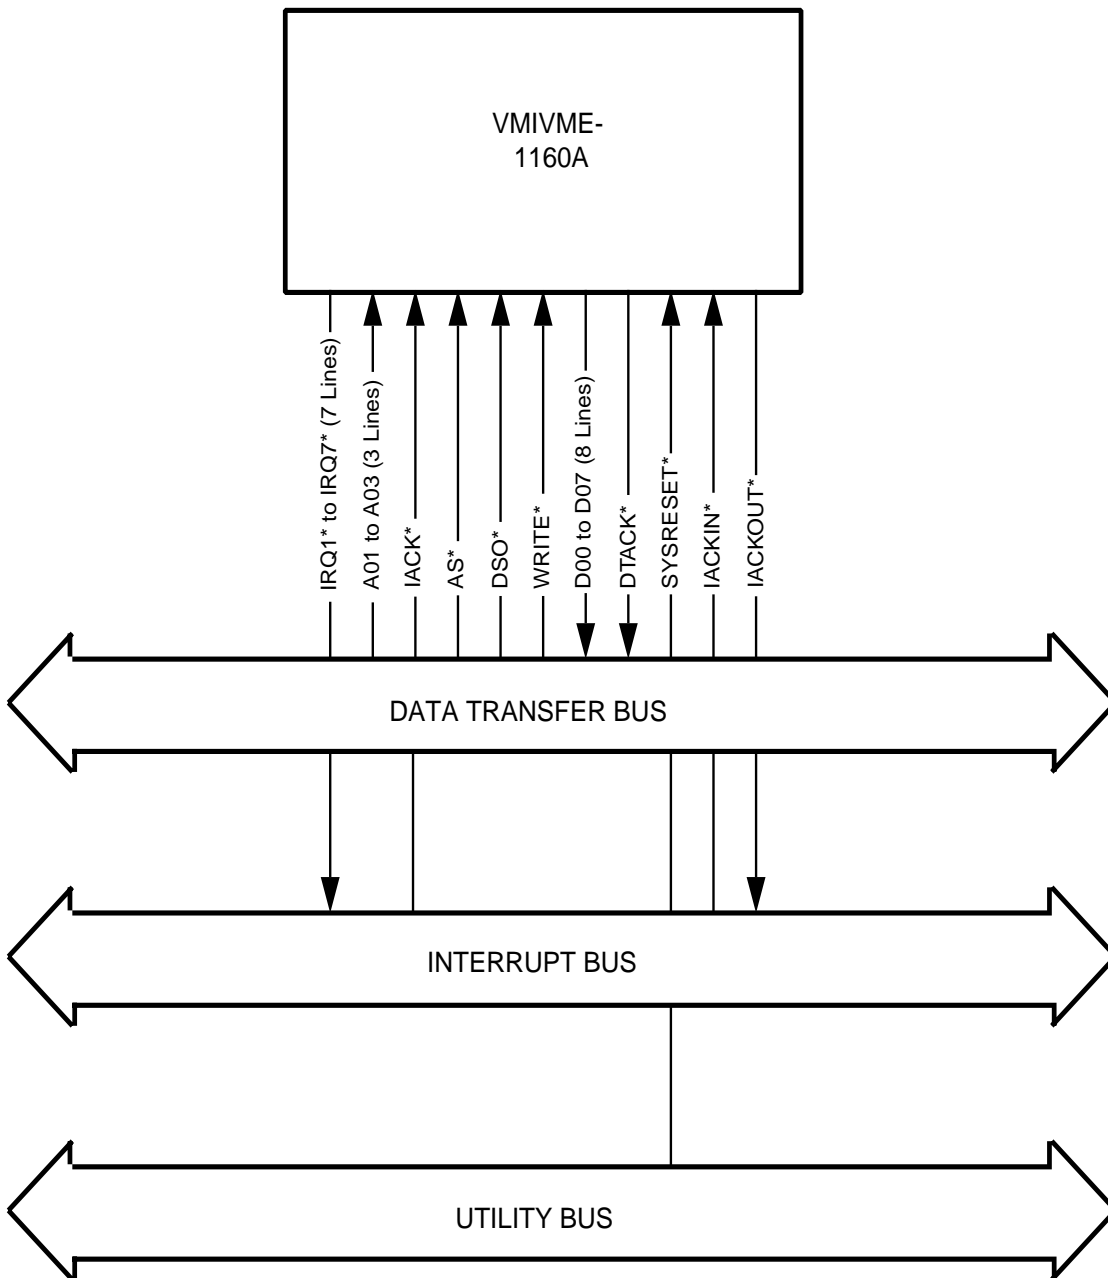 VMIVME-
1160A
IRQ1* to IRQ7* (7 Lines)
A01 to A03 (3 Lines)
IACK*
AS*
DSO*
WRITE*
D00 to D07 (8 Lines)
DTACK*
SYSRESET*
IACKIN*
IACKOUT*
DATA TRANSFER BUS
INTERRUPT BUS
UTILITY BUS